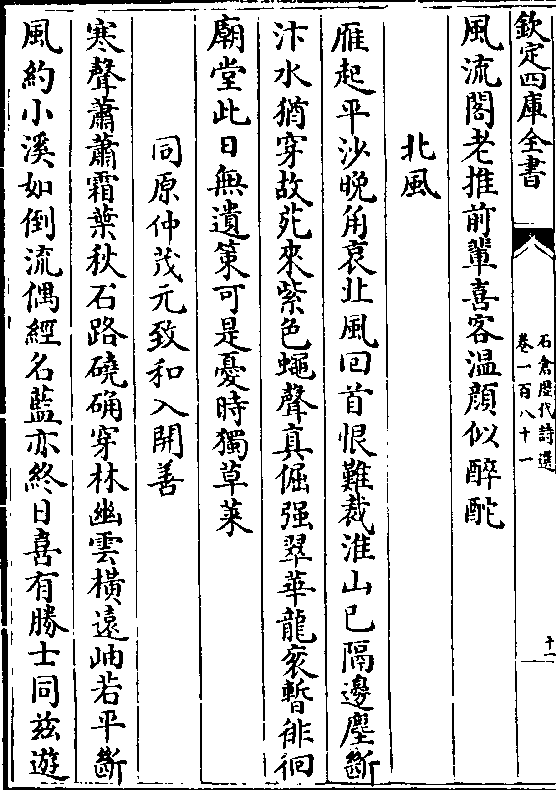 欽定四庫全書
石倉歷代詩選
卷一百八十一
十一
風流閣老推前輩喜客温顔似醉酡
北風
雁起平沙晚角哀北風回首恨難裁淮山已隔邊塵斷
汴水猶穿故苑來紫色蠅聲真倔强翠華龍衮暫徘徊
廟堂此日無遺策可是憂時獨草萊
同原仲茂元致和入開善
寒聲蕭蕭霜葉秋石路磽确穿林幽雲橫遠岫若平斷
風約小溪如倒流偶經名藍亦終日喜有勝士同兹遊